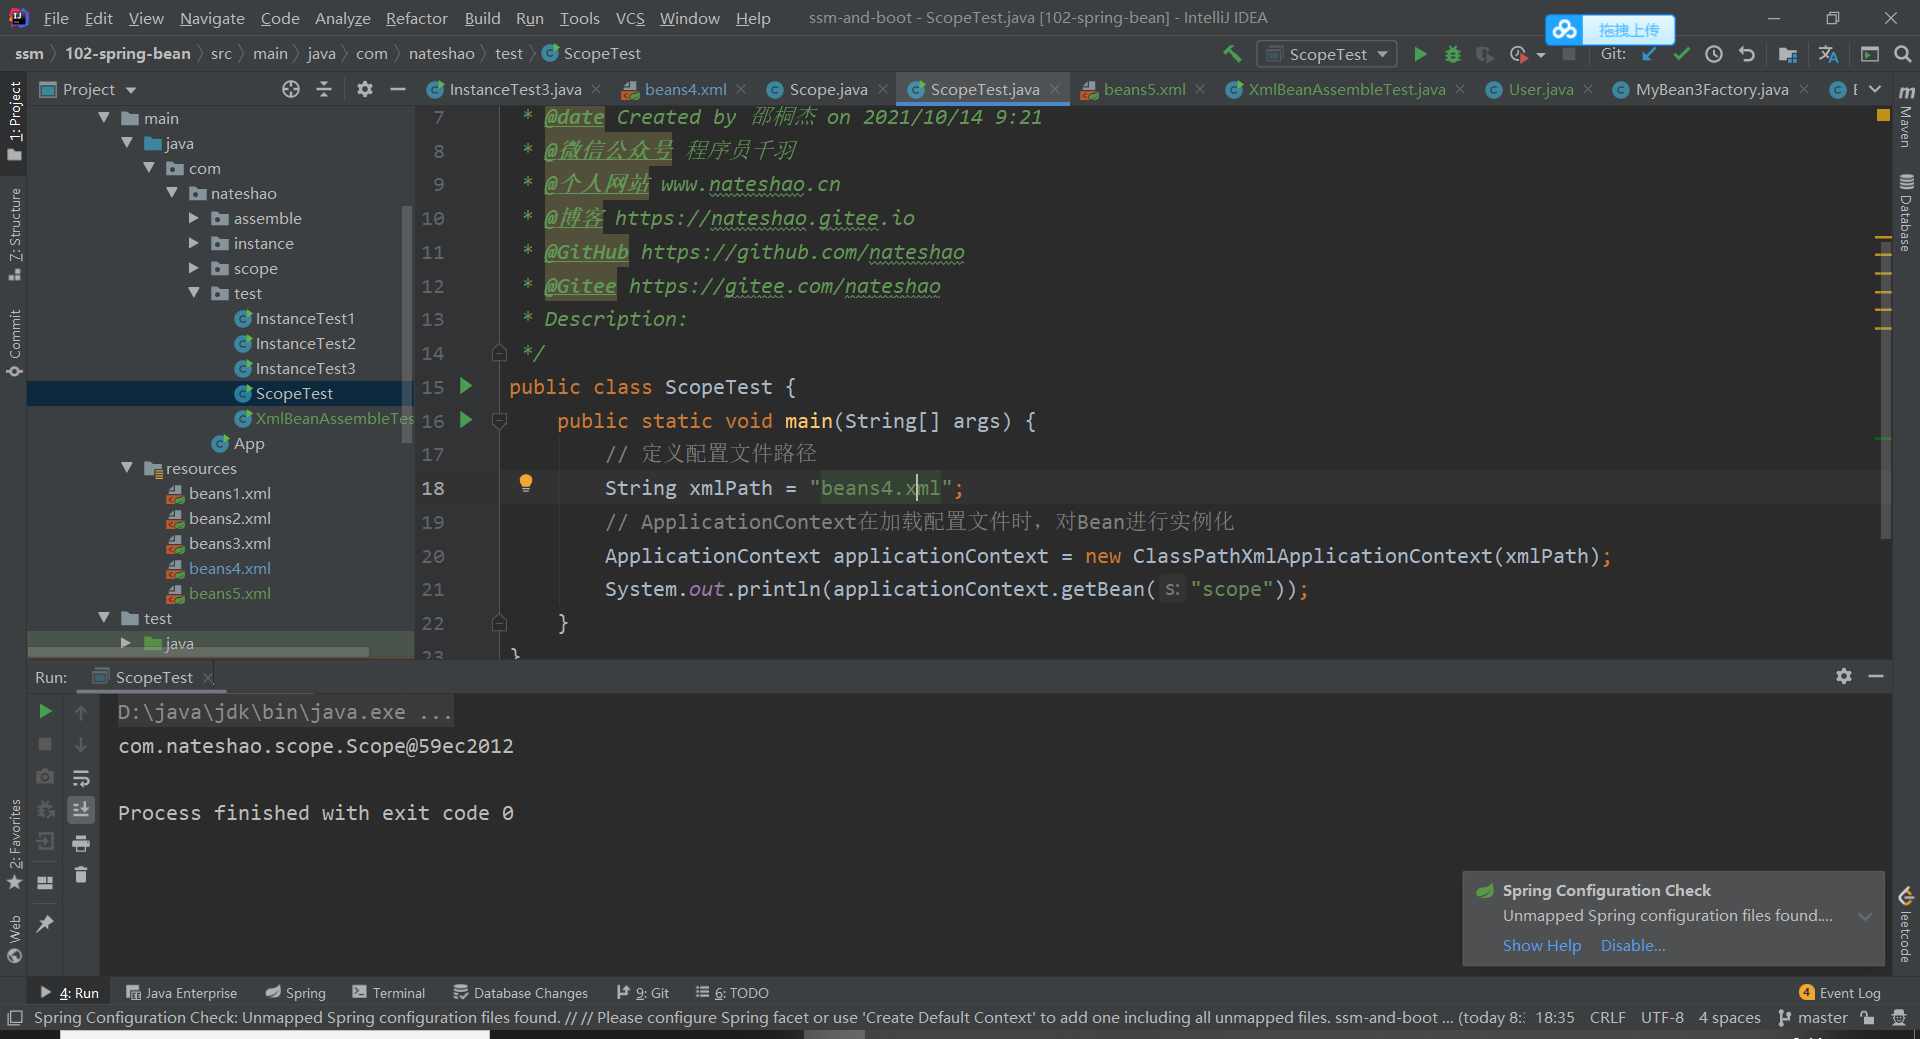 File Edit View Navigate Code Analyze Refactor Build Run Tools VCS Window Help ssm-and-boot - ScopeTest.java [102-spring-bean] - IntelliJ IDEA
拖拽上传
ssm 102-spring-bean src main java com nateshao test ScopeTest
ScopeTest Git:
Project
InstanceTest3.java beans4.xml Scope.java ScopeTest.java beans5.xml XmlBeanAssembleTest.java User.java MyBean3Factory.java
1: Project
7: Structure
Commit
2: Favorites
Web
main
java
com
nateshao
assemble
instance
scope
test
InstanceTest1
InstanceTest2
InstanceTest3
ScopeTest
XmlBeanAssembleTes
App
resources
beans1.xml
beans2.xml
beans3.xml
beans4.xml
beans5.xml
test
java
7 * @date Created by 邵桐杰 on 2021/10/14 9:21
8 * @微信公众号 程序员千羽
9 * @个人网站 www.nateshao.cn
10 * @博客 https://nateshao.gitee.io
11 * @GitHub https://github.com/nateshao
12 * @Gitee https://gitee.com/nateshao
13 * Description:
14 */
15 public class ScopeTest {
16 public static void main(String[] args) {
17 // 定义配置文件路径
18 String xmlPath = "beans4.xml";
19 // ApplicationContext在加载配置文件时，对Bean进行实例化
20 ApplicationContext applicationContext = new ClassPathXmlApplicationContext(xmlPath);
21 System.out.println(applicationContext.getBean( s: "scope"));
22 }
23 }
Maven
Database
leetcode
Run: ScopeTest
D:\java\jdk\bin\java.exe ...
com.nateshao.scope.Scope@59ec2012
Process finished with exit code 0
Spring Configuration Check
Unmapped Spring configuration files found....
Show Help Disable...
4: Run Java Enterprise Spring Terminal Database Changes 9: Git 6: TODO 4 Event Log
Spring Configuration Check: Unmapped Spring configuration files found. // // Please configure Spring facet or use 'Create Default Context' to add one including all unmapped files. ssm-and-boot ... (today 8:3 18:35 CRLF UTF-8 4 spaces master